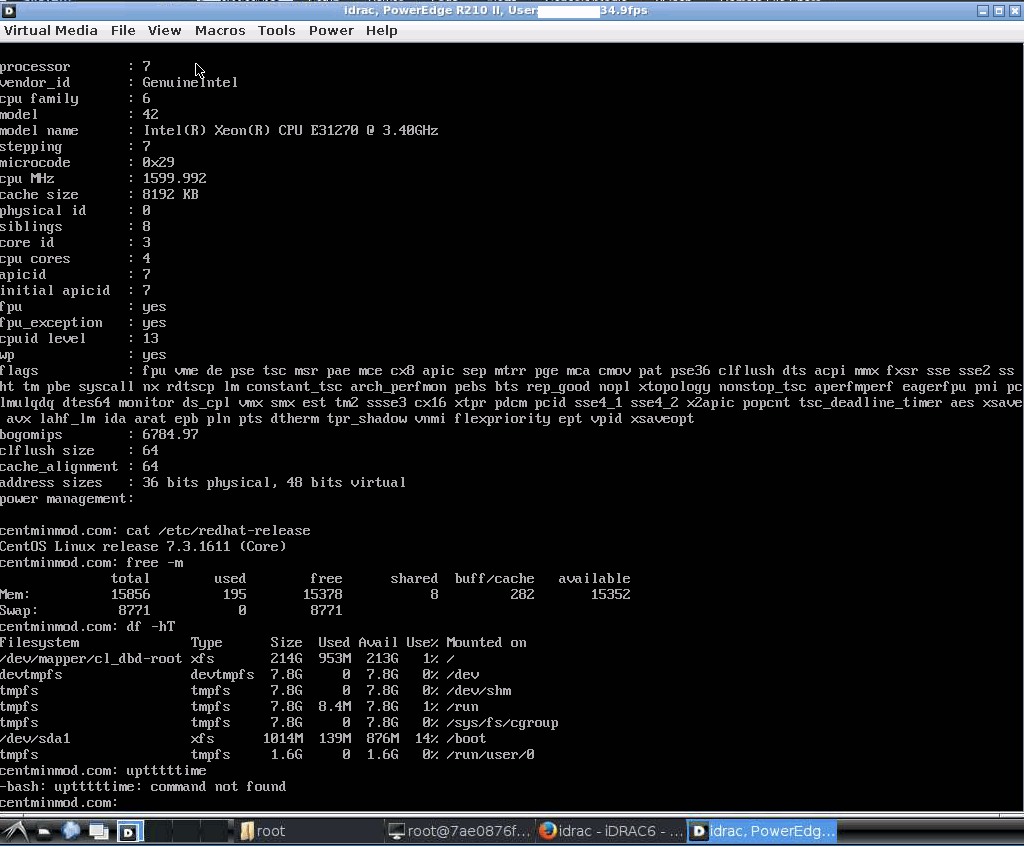 idrac, PowerEdge R210 II, User: 34.9fps
Virtual Media File View Macros Tools Power Help
processor : 7
vendor_id : GenuineIntel
cpu family : 6
model : 42
model name : Intel(R) Xeon(R) CPU E31270 @ 3.40GHz
stepping : 7
microcode : 0x29
cpu MHz : 1599.992
cache size : 8192 KB
physical id : 0
siblings : 8
core id : 3
cpu cores : 4
apicid : 7
initial apicid : 7
fpu : yes
fpu_exception : yes
cpuid level : 13
wp : yes
flags : fpu vme de pse tsc msr pae mce cx8 apic sep mtrr pge mca cmov pat pse36 clflush dts acpi mmx fxsr sse sse2 ss
ht tm pbe syscall nx rdtscp lm constant_tsc arch_perfmon pebs bts rep_good nopl xtopology nonstop_tsc aperfmperf eagerfpu pni pc
lmulqdq dtes64 monitor ds_cpl vmx smx est tm2 ssse3 cx16 xtpr pdcm pcid sse4_1 sse4_2 x2apic popcnt tsc_deadline_timer aes xsave
avx lahf_lm ida arat epb pln pts dtherm tpr_shadow vnmi flexpriority ept vpid xsaveopt
bogomips : 6784.97
clflush size : 64
cache_alignment : 64
address sizes : 36 bits physical, 48 bits virtual
power management:
centminmod.com: cat /etc/redhat-release
CentOS Linux release 7.3.1611 (Core)
centminmod.com: free -m
total used free shared buff/cache available
Mem: 15856 195 15378 8 282 15352
Swap: 8771 0 8771
centminmod.com: df -hT
Filesystem Type Size Used Avail Use% Mounted on
/dev/mapper/cl_dbd-root xfs 214G 953M 213G 1% /
devtmpfs devtmpfs 7.8G 0 7.8G 0% /dev
tmpfs tmpfs 7.8G 0 7.8G 0% /dev/shm
tmpfs tmpfs 7.8G 8.4M 7.8G 1% /run
tmpfs tmpfs 7.8G 0 7.8G 0% /sys/fs/cgroup
/dev/sda1 xfs 1014M 139M 876M 14% /boot
tmpfs tmpfs 1.6G 0 1.6G 0% /run/user/0
centminmod.com: uptttttime
-bash: uptttttime: command not found
centminmod.com:
root root@7ae0876f... idrac - iDRAC6 - ... idrac, PowerEdg...